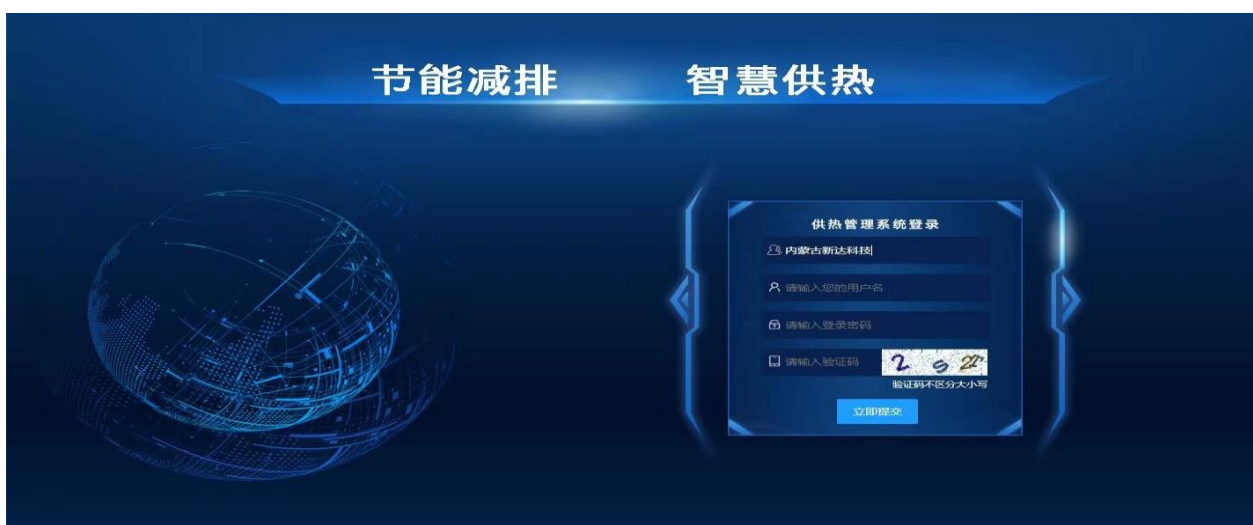 节能减排 智慧供热
供热管理系统登录
内蒙古新达科技
请输入您的用户名
请输入登录密码
请输入验证码
验证码不区分大小写
立即提交